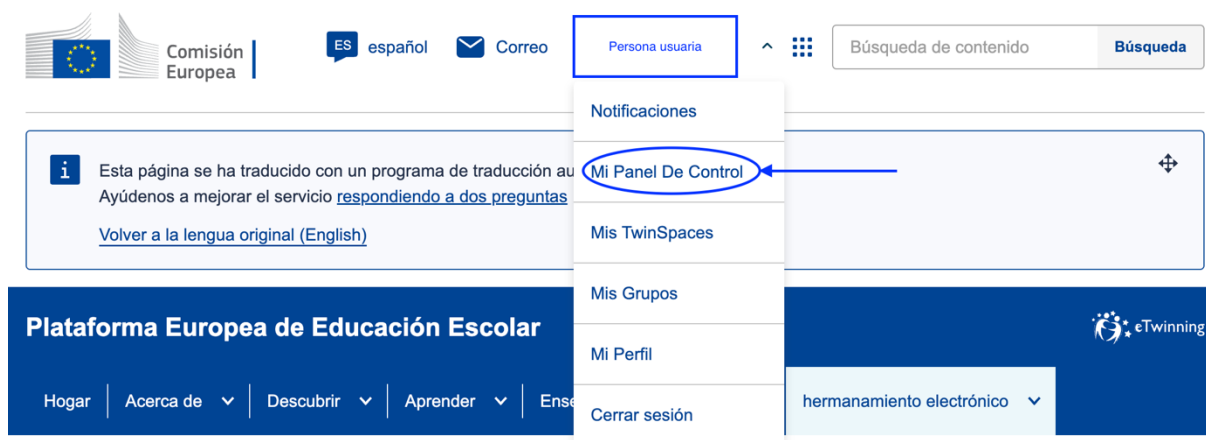 Comisión
Europea
ES español
Correo
Persona usuaria
Búsqueda de contenido
Búsqueda
Notificaciones
Mi Panel De Control
Mis TwinSpaces
Mis Grupos
Mi Perfil
Cerrar sesión
i
Esta página se ha traducido con un programa de traducción au
Ayúdenos a mejorar el servicio respondiendo a dos preguntas
Volver a la lengua original (English)
Plataforma Europea de Educación Escolar
eTwinning
Hogar
Acerca de
Descubrir
Aprender
Ense
hermanamiento electrónico